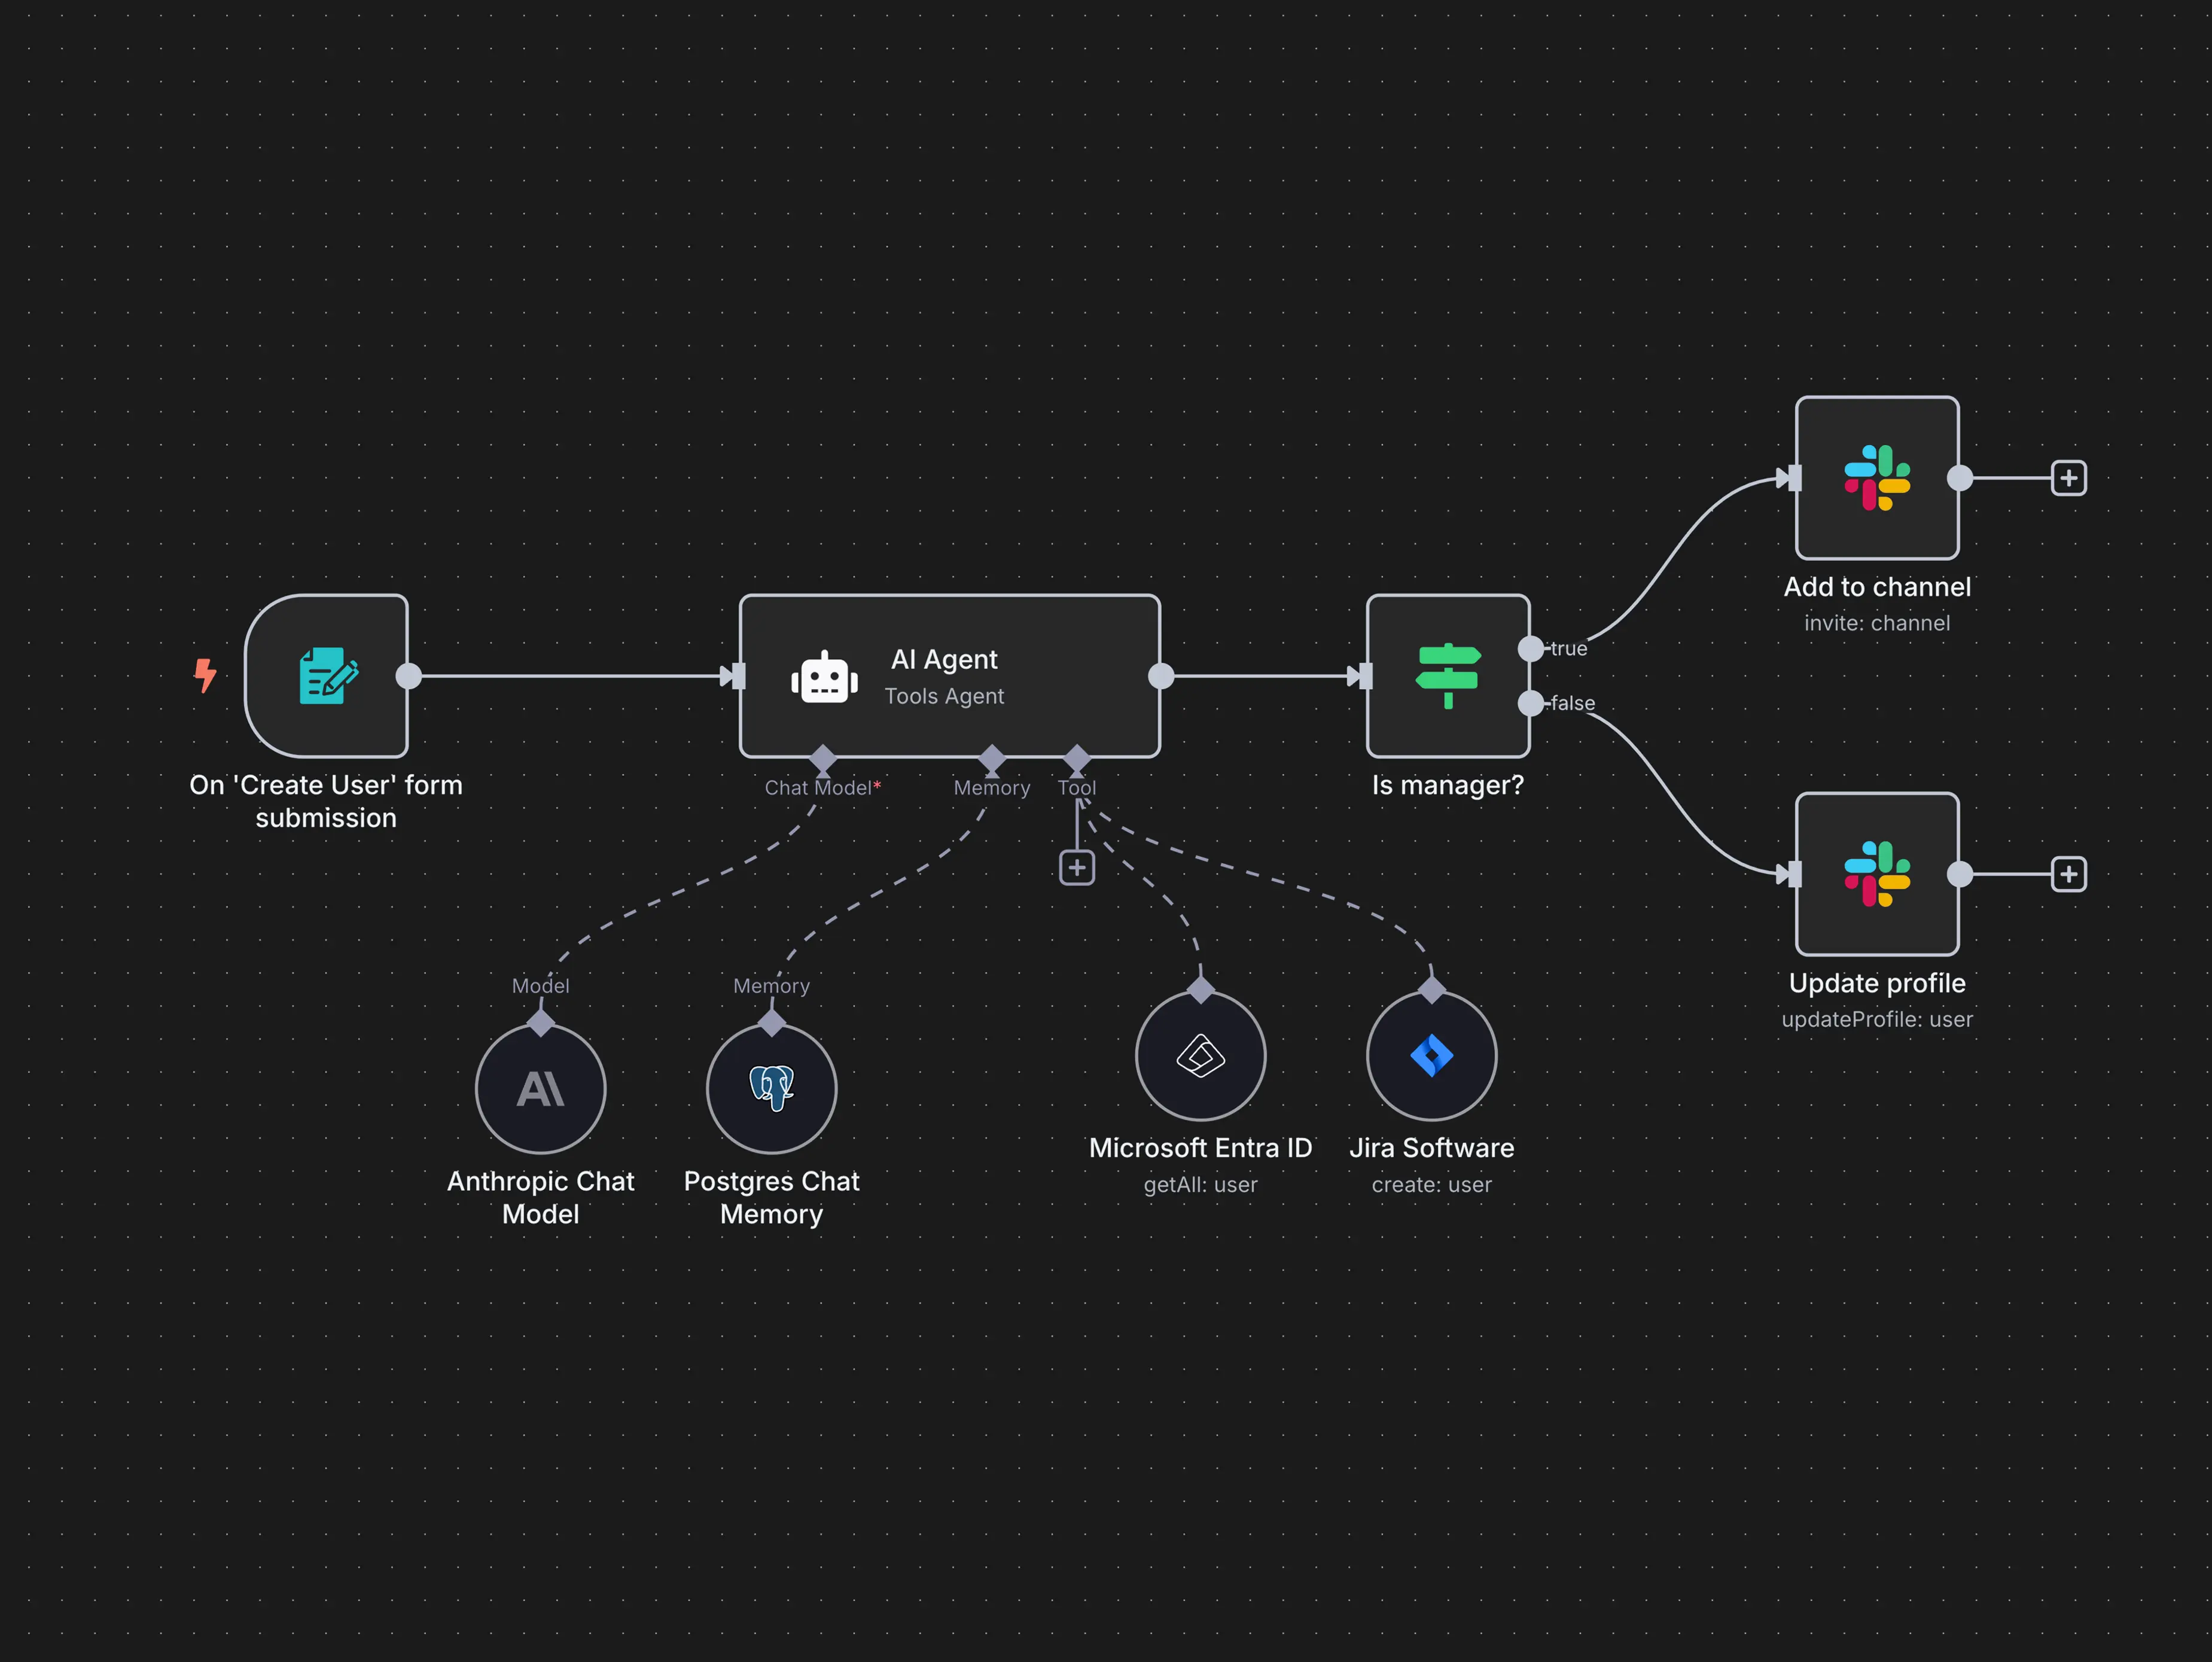 On 'Create User' form
submission
AI Agent
Tools Agent
Chat Model*
Memory
Tool
Is manager?
true
false
Add to channel
invite: channel
Update profile
updateProfile: user
Model
Memory
Anthropic Chat
Model
Postgres Chat
Memory
Microsoft Entra ID
getAll: user
Jira Software
create: user